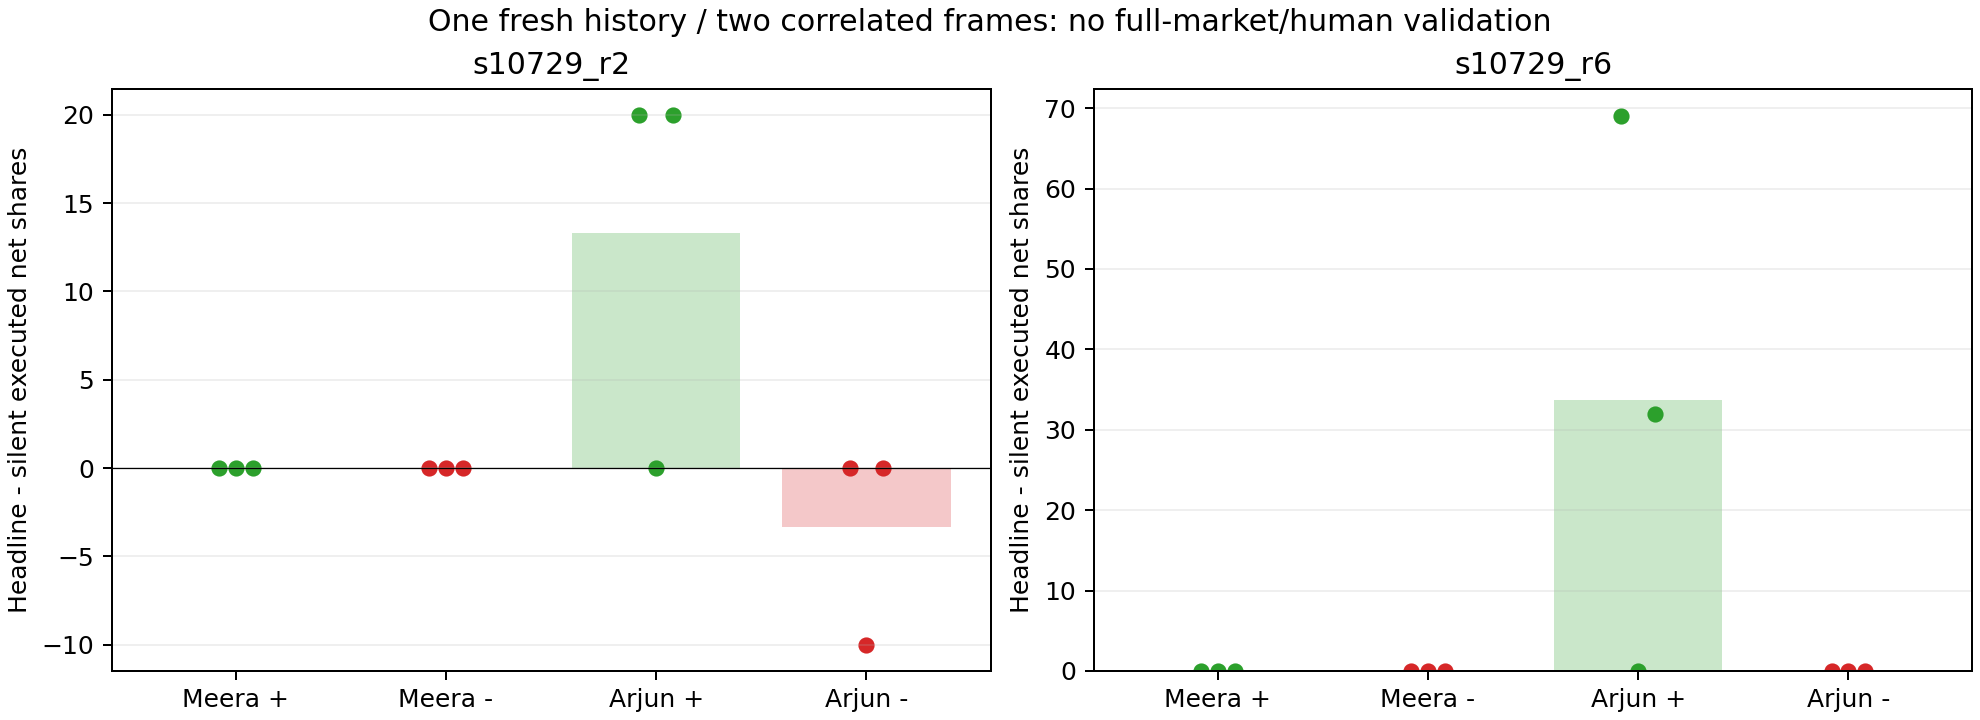 One fresh history / two correlated frames: no full-market/human validation
s10729_r2
Headline - silent executed net shares
20
15
10
5
0
−5
−10
Meera +
Meera -
Arjun +
Arjun -
s10729_r6
Headline - silent executed net shares
70
60
50
40
30
20
10
0
Meera +
Meera -
Arjun +
Arjun -